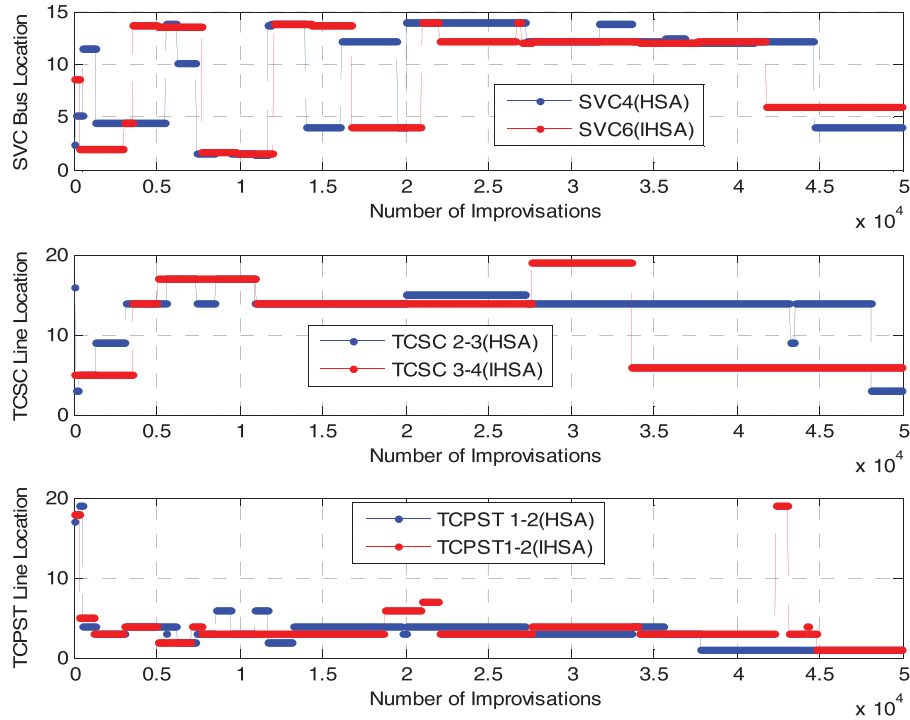 SVC Bus Location
15
10
5
0
SVC4(HSA)
SVC6(IHSA)
0 0.5 1 1.5 2 2.5 3 3.5 4 4.5 5
Number of Improvisations
x 10^4
TCSC Line Location
20
10
0
TCSC 2-3(HSA)
TCSC 3-4(IHSA)
0 0.5 1 1.5 2 2.5 3 3.5 4 4.5 5
Number of Improvisations
x 10^4
TCPST Line Location
20
10
0
TCPST 1-2(HSA)
TCPST1-2(IHSA)
0 0.5 1 1.5 2 2.5 3 3.5 4 4.5 5
Number of Improvisations
x 10^4